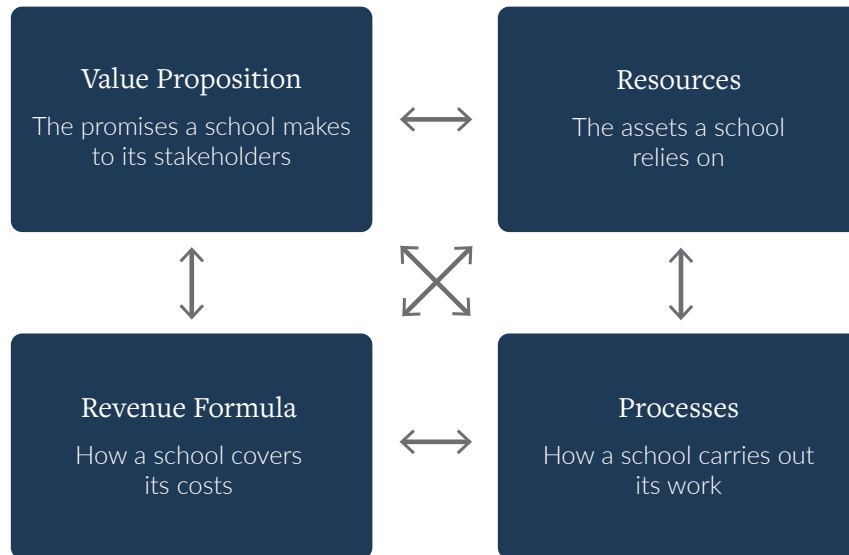 Value Proposition
The promises a school makes
to its stakeholders
Resources
The assets a school
relies on
Revenue Formula
How a school covers
its costs
Processes
How a school carries out
its work